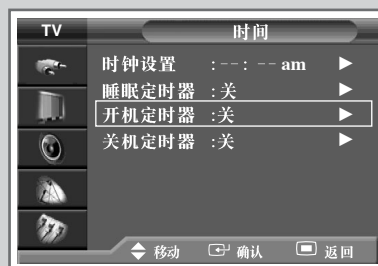 TV 时间
时钟设置 :--: --am
睡眠定时器 :关
开机定时器 :关
关机定时器 :关
移动 确认 返回